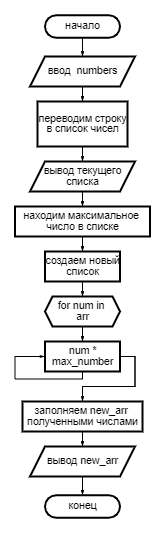 начало
ввод numbers
переводим строку
в список чисел
вывод текущего
списка
находим максимальное
число в списке
создаем новый
список
for num in
arr
num *
max_number
заполняем new_arr
полученными числами
вывод new_arr
конец